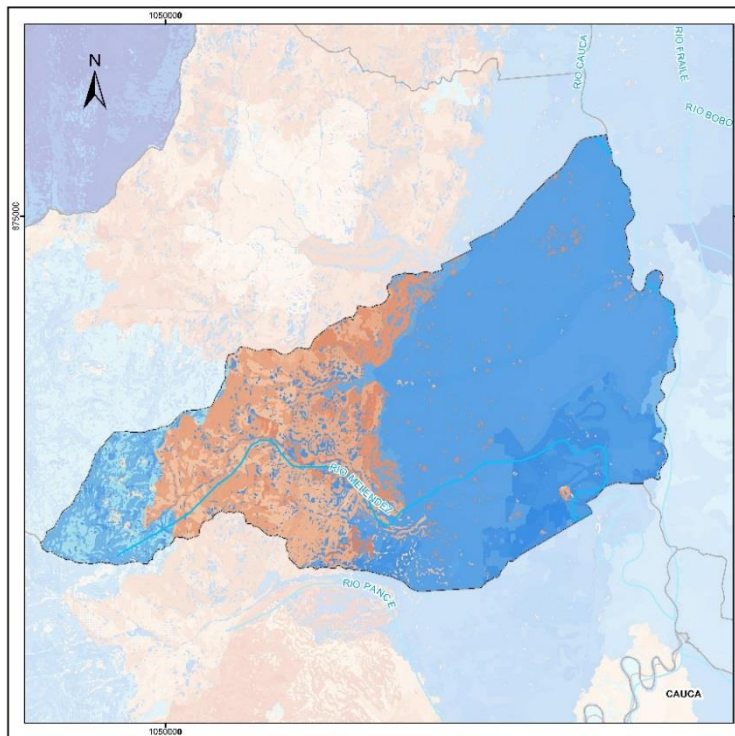 1050000
N
RIO CAUCA
RIO FRAILE
RIO BOBO
875000
RIO MELENDEZ
RIO PANCE
CAUCA
1050000